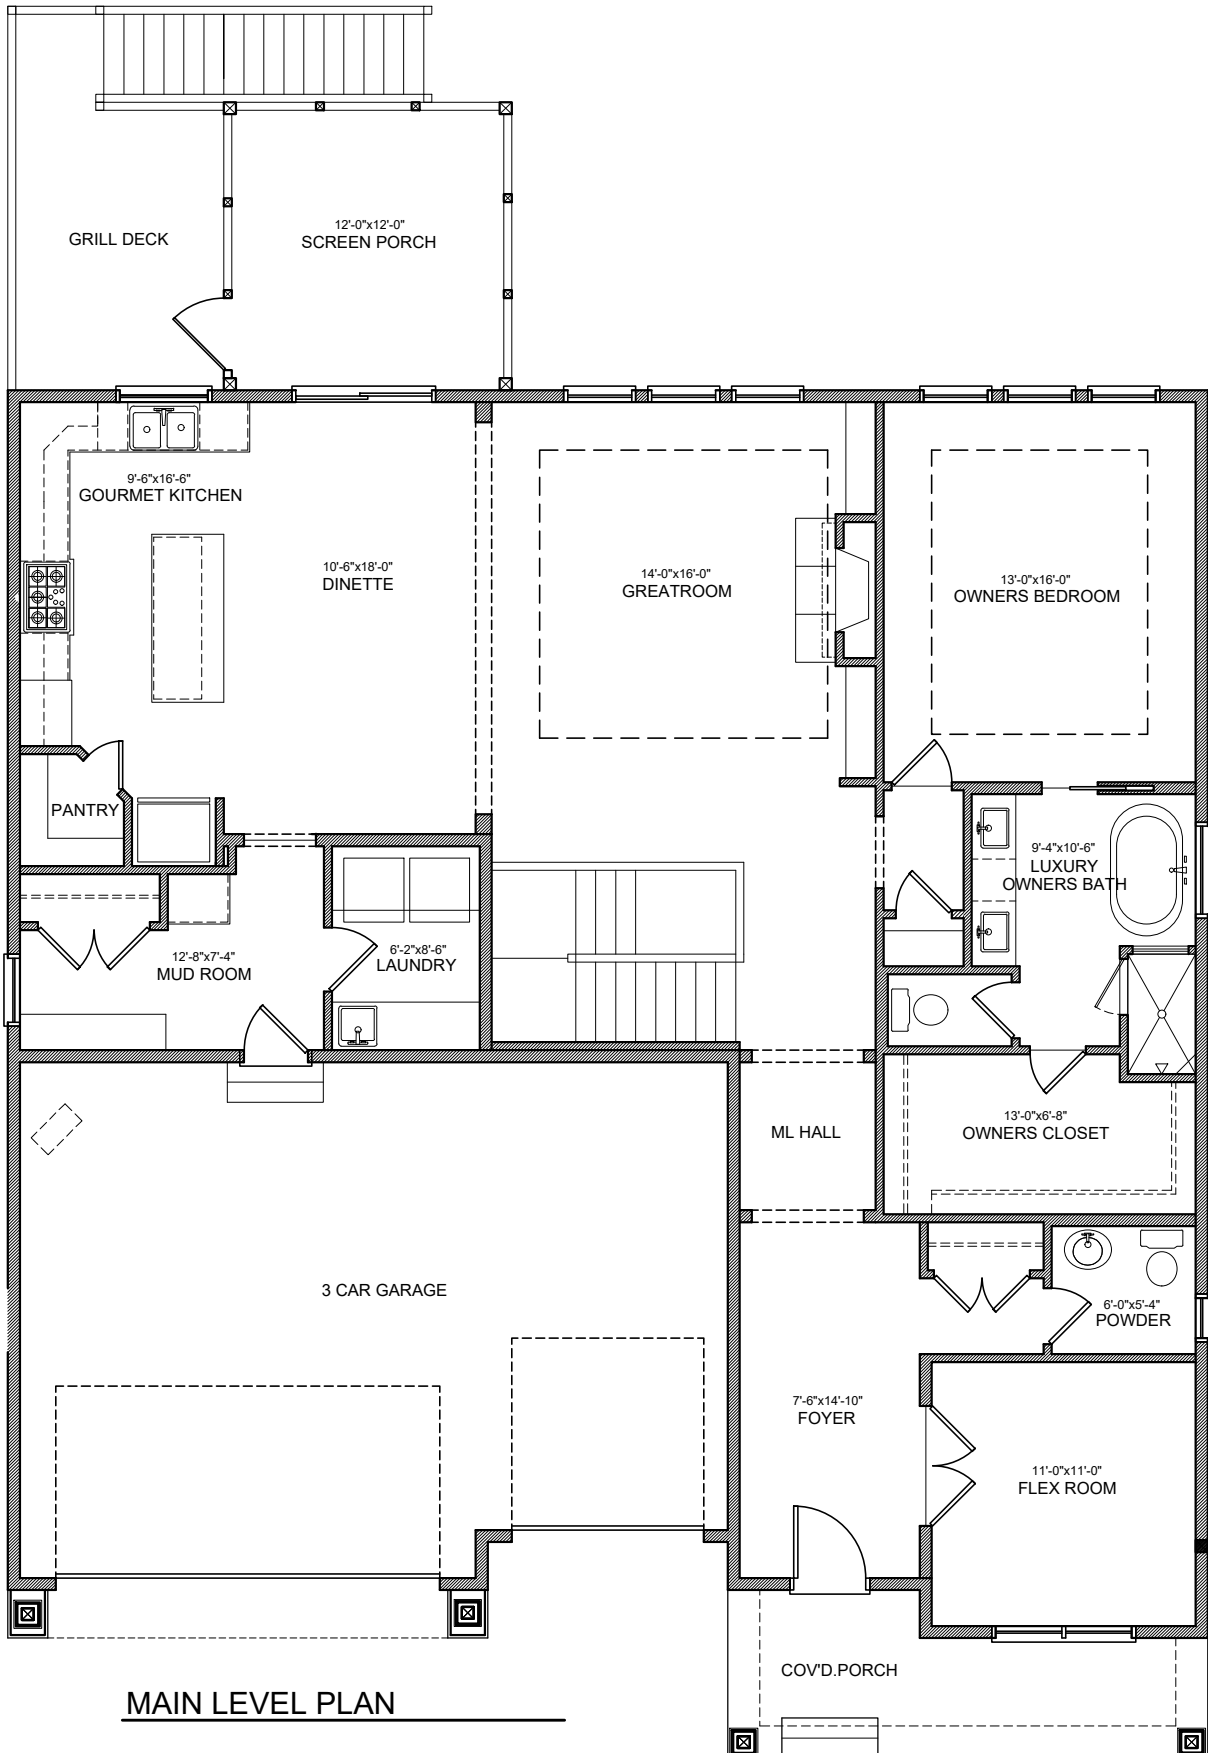 GRILL DECK
12'-0"x12'-0"
SCREEN PORCH
9'-6"x16'-6"
GOURMET KITCHEN
10'-6"x18'-0"
DINETTE
14'-0"x16'-0"
GREATROOM
13'-0"x16'-0"
OWNERS BEDROOM
PANTRY
9'-4"x10'-6"
LUXURY
OWNERS BATH
12'-8"x7'-4"
MUD ROOM
6'-2"x8'-6"
LAUNDRY
13'-0"x6'-8"
OWNERS CLOSET
ML HALL
3 CAR GARAGE
6'-0"x5'-4"
POWDER
7'-6"x14'-10"
FOYER
11'-0"x11'-0"
FLEX ROOM
COV'D.PORCH
MAIN LEVEL PLAN